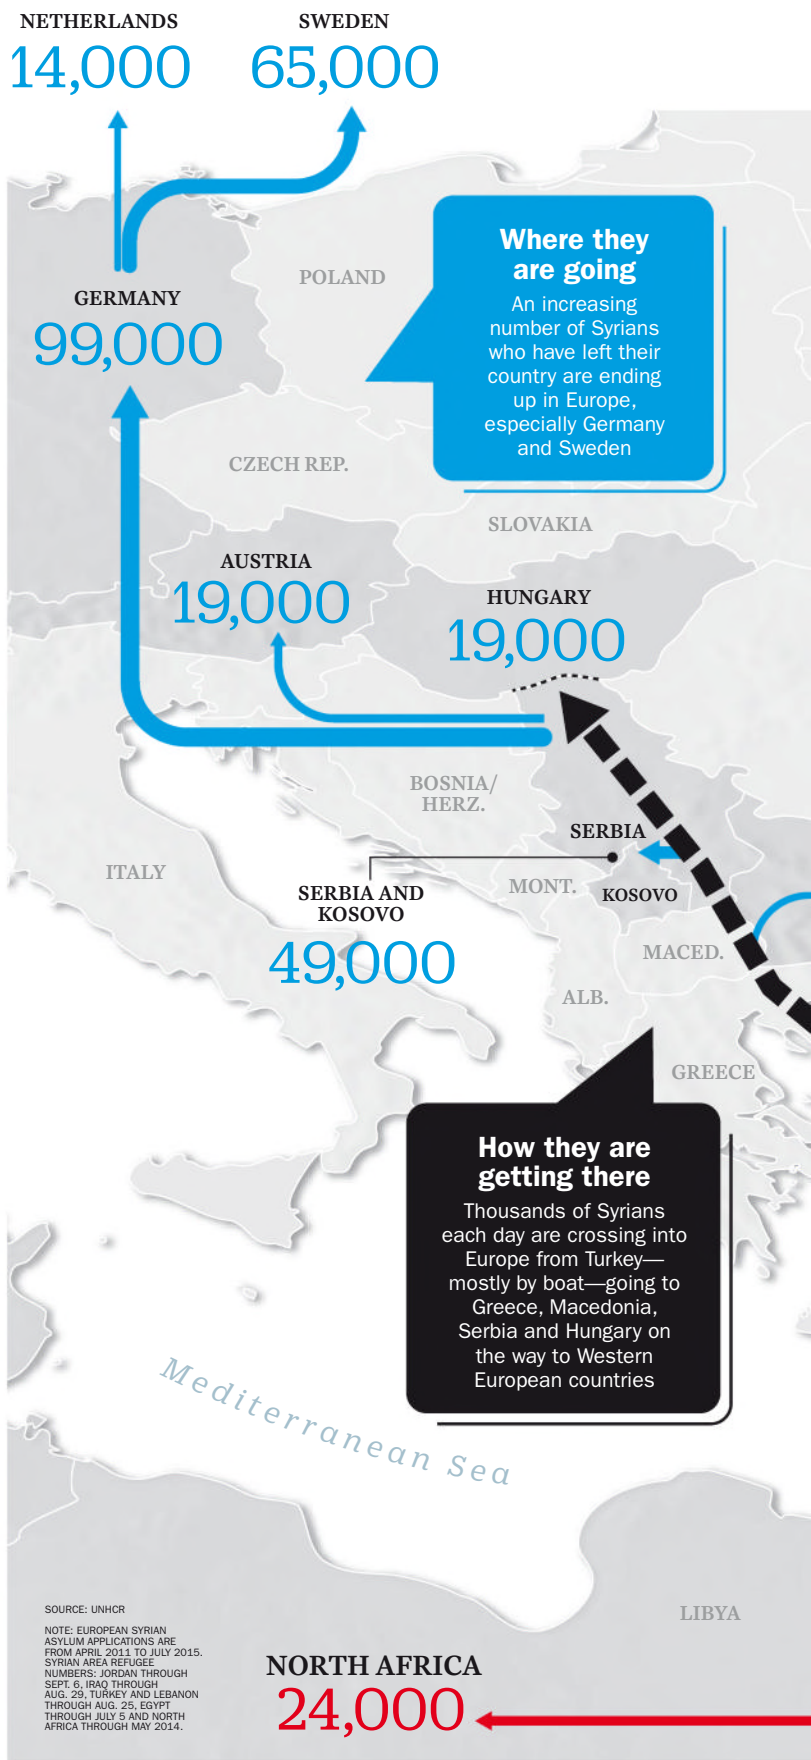 NETHERLANDS
14,000
SWEDEN
65,000
Where they
are going
An increasing
number of Syrians
who have left their
country are ending
up in Europe,
especially Germany
and Sweden
POLAND
GERMANY
99,000
CZECH REP.
SLOVAKIA
AUSTRIA
19,000
HUNGARY
19,000
BOSNIA/
HERZ.
SERBIA
ITALY
SERBIA AND
KOSOVO
49,000
MONT.
KOSOVO
MACED.
ALB.
GREECE
How they are
getting there
Thousands of Syrians
each day are crossing into
Europe from Turkey—
mostly by boat—going to
Greece, Macedonia,
Serbia and Hungary on
the way to Western
European countries
Mediterranean Sea
SOURCE: UNHCR
NOTE: EUROPEAN SYRIAN
ASYLUM APPLICATIONS ARE
FROM APRIL 2011 TO JULY 2015.
SYRIAN AREA REFUGEE
NUMBERS: JORDAN THROUGH
SEPT. 6, IRAQ THROUGH
AUG. 29, TURKEY AND LEBANON
THROUGH AUG. 25, EGYPT
THROUGH JULY 5 AND NORTH
AFRICA THROUGH MAY 2014.
LIBYA
NORTH AFRICA
24,000